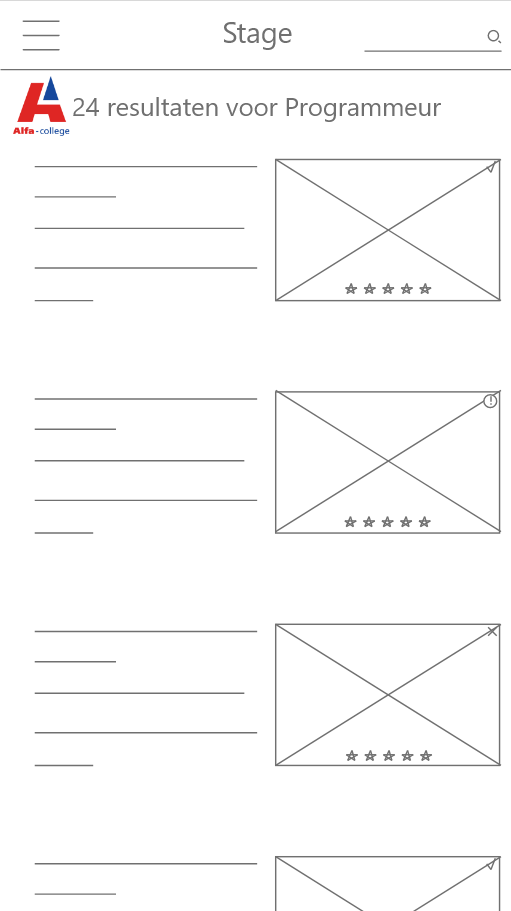 Stage
24 resultaten voor Programmeur
Alfa-college